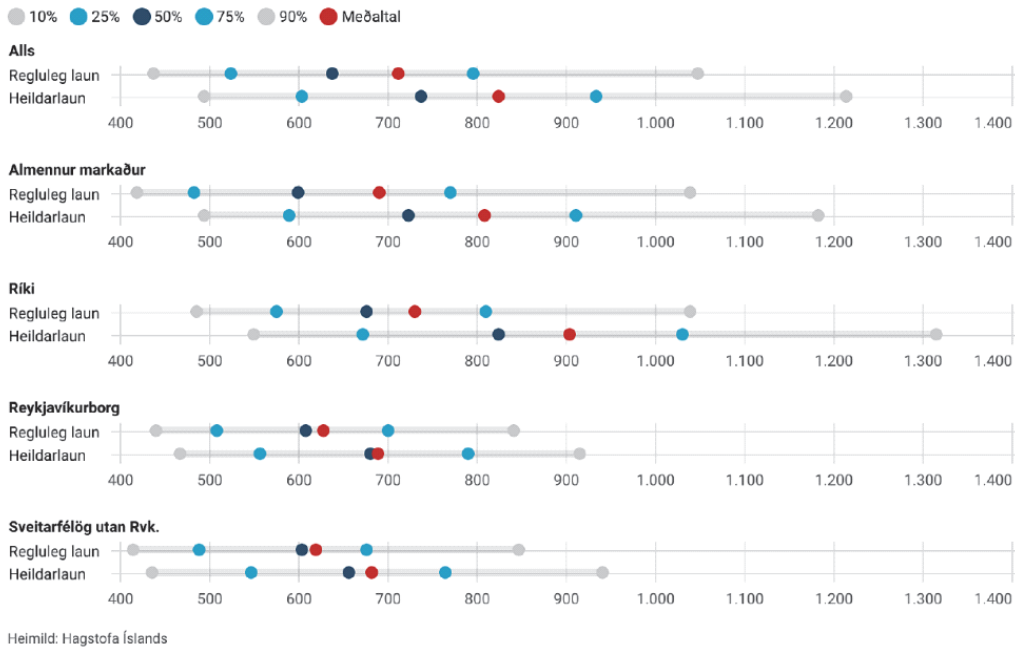 10% 25% 50% 75% 90% Meðaltal
Alls
Regluleg laun
Heildarlaun
400 500 600 700 800 900 1.000 1.100 1.200 1.300 1.400
Almennur markaður
Regluleg laun
Heildarlaun
400 500 600 700 800 900 1.000 1.100 1.200 1.300 1.400
Ríki
Regluleg laun
Heildarlaun
400 500 600 700 800 900 1.000 1.100 1.200 1.300 1.400
Reykjavíkurborg
Regluleg laun
Heildarlaun
400 500 600 700 800 900 1.000 1.100 1.200 1.300 1.400
Sveitarfélög utan Rvk.
Regluleg laun
Heildarlaun
400 500 600 700 800 900 1.000 1.100 1.200 1.300 1.400
Heimild: Hagstofa Íslands